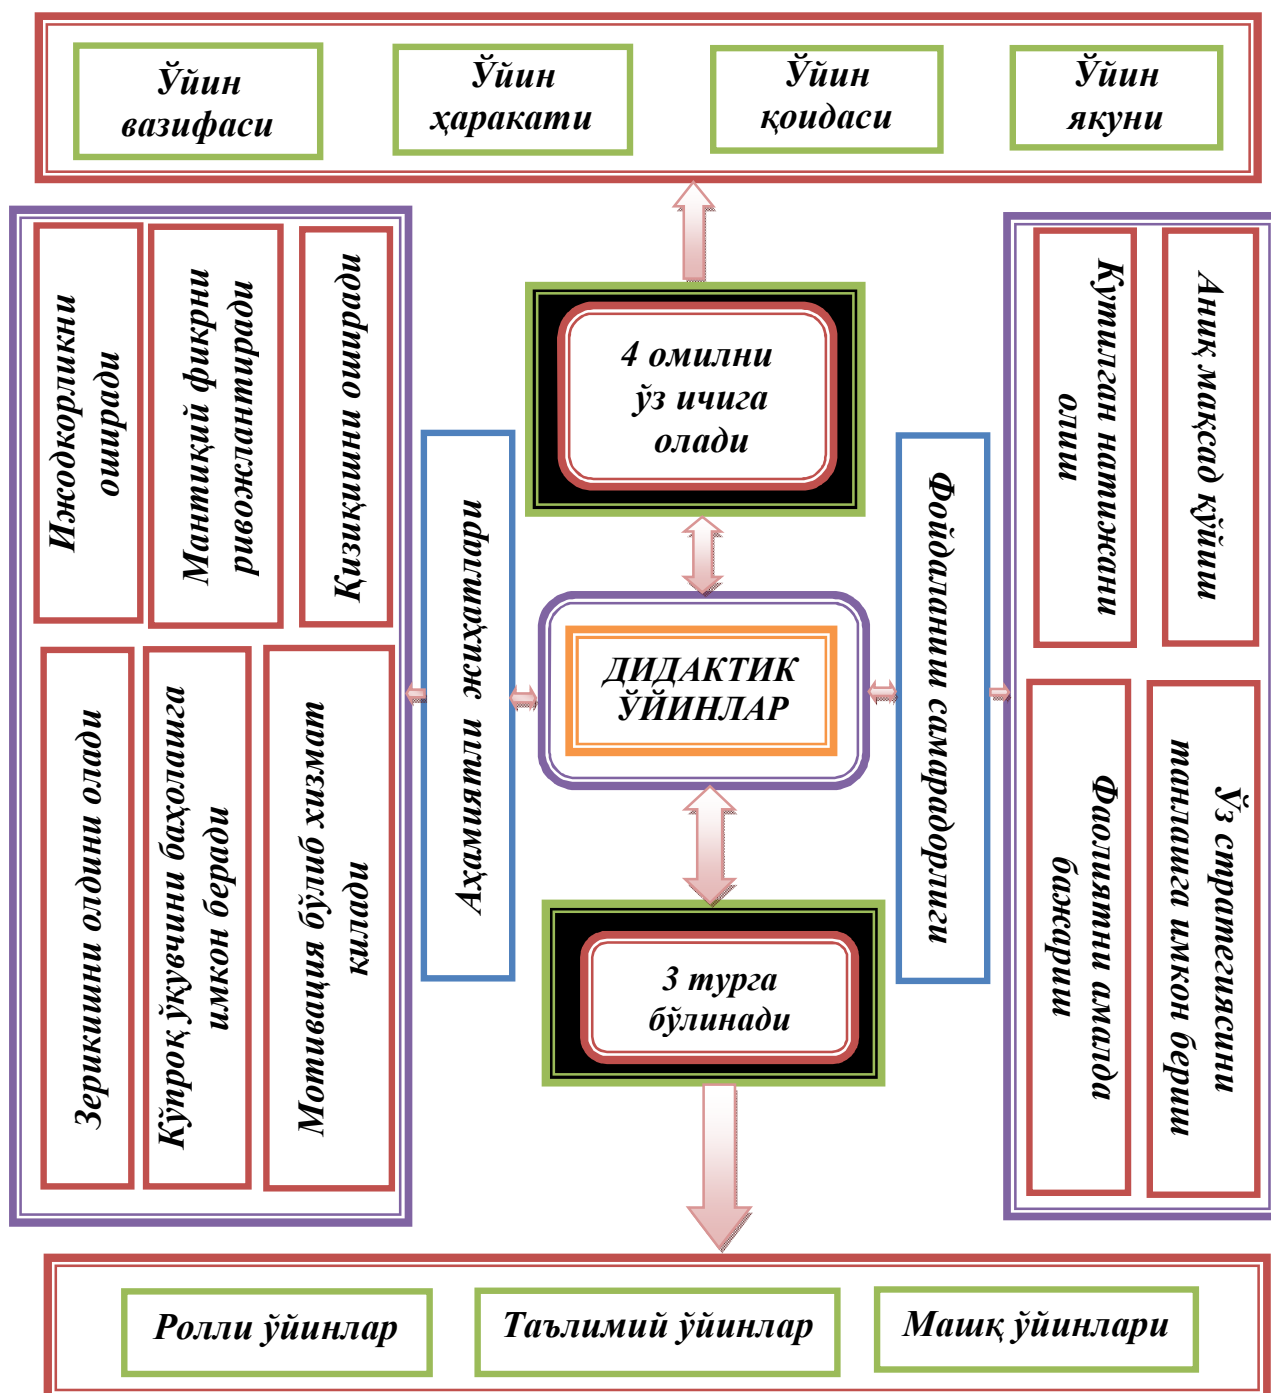 Ўйин
вазифаси
Ўйин
ҳаракати
Ўйин
қоидаси
Ўйин
якуни
Ижодкорликни
оширади
Мантиқий фикрни
ривожлантиради
Қизиқишни оширади
Зерикишни олдини олади
Кўпроқ ўқувчини баҳолашга
имкон беради
Мотивация бўлиб хизмат
қилади
Аҳамиятли жиҳатлари
4 омилни
ўз ичига
олади
ДИДАКТИК
ЎЙИНЛАР
3 турга
бўлинади
Фойдаланиш самарадорлиги
Кутилган натижани
олиш
Аниқ мақсад қўйиш
Фаолиятни амалда
бажариш
Ўз стратегиясини
танлашга имкон бериш
Ролли ўйинлар
Таълимий ўйинлар
Машқ ўйинлари